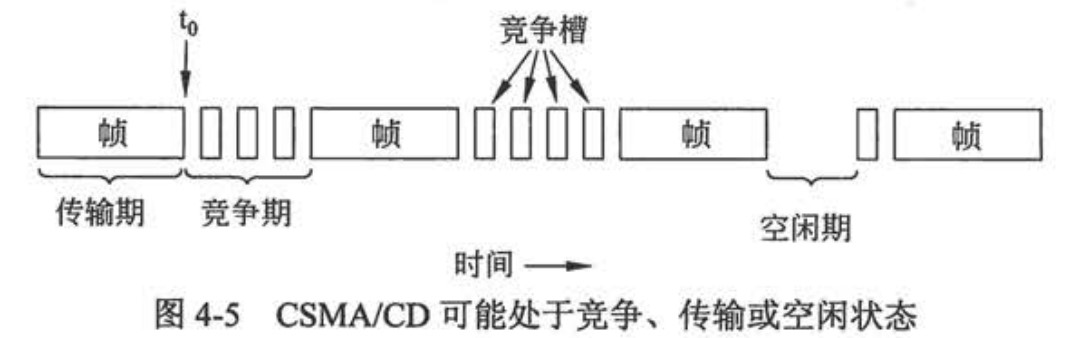 t0
竞争槽
帧 帧 帧 帧
传输期 竞争期 空闲期
时间
图 4-5 CSMA/CD 可能处于竞争、传输或空闲状态